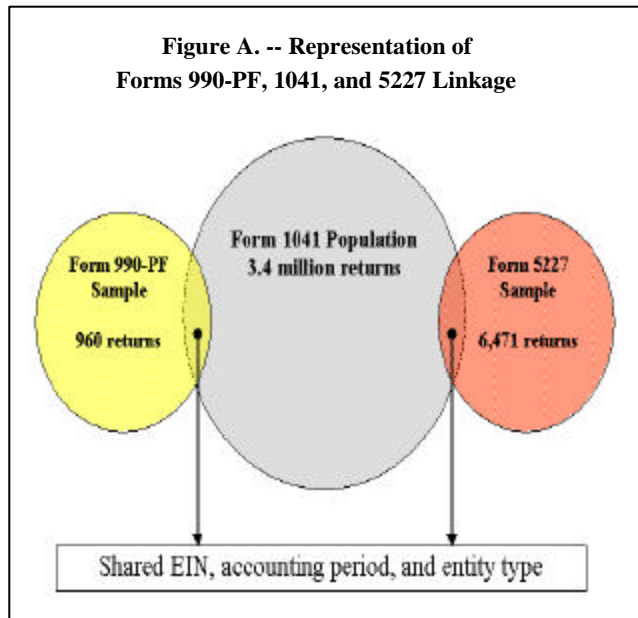 Figure A. -- Representation of
Forms 990-PF, 1041, and 5227 Linkage
Form 1041 Population
3.4 million returns
Form 990-PF
Sample
960 returns
Form 5227
Sample
6,471 returns
Shared EIN, accounting period, and entity type